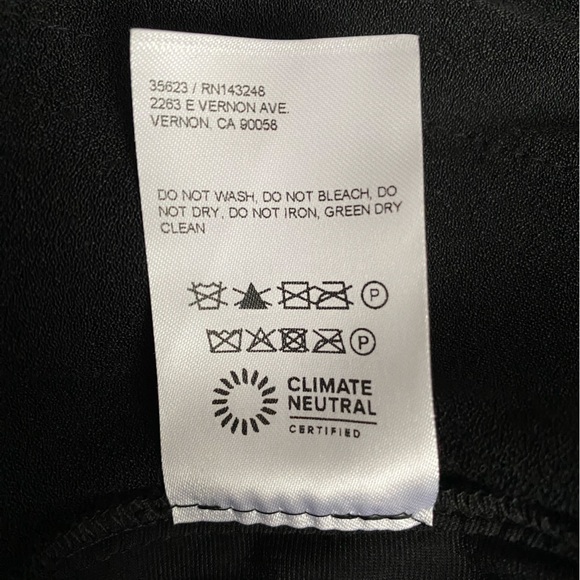 35623 / RN143248
2263 E VERNON AVE.
VERNON, CA 90058
DO NOT WASH, DO NOT BLEACH, DO
NOT DRY, DO NOT IRON, GREEN DRY
CLEAN
P
P
CLIMATE
NEUTRAL
CERTIFIED